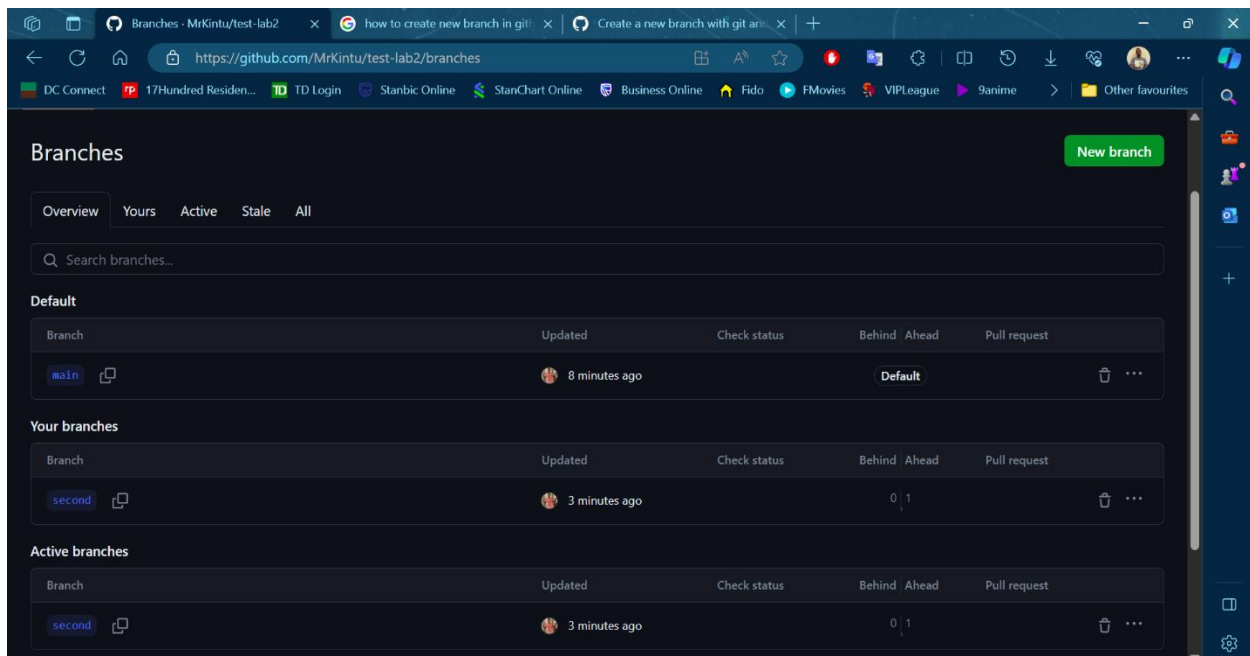 Branches · MrKintu/test-lab2
how to create new branch in gith
Create a new branch with git and
https://github.com/MrKintu/test-lab2/branches
DC Connect 17Hundred Residen... TD Login Stanbic Online StanChart Online Business Online Fido FMovies VIPLeague 9anime Other favourites
Branches
New branch
Overview Yours Active Stale All
Search branches...
Default
Branch Updated Check status Behind Ahead Pull request
main 8 minutes ago Default
Your branches
Branch Updated Check status Behind Ahead Pull request
second 3 minutes ago 0 1
Active branches
Branch Updated Check status Behind Ahead Pull request
second 3 minutes ago 0 1